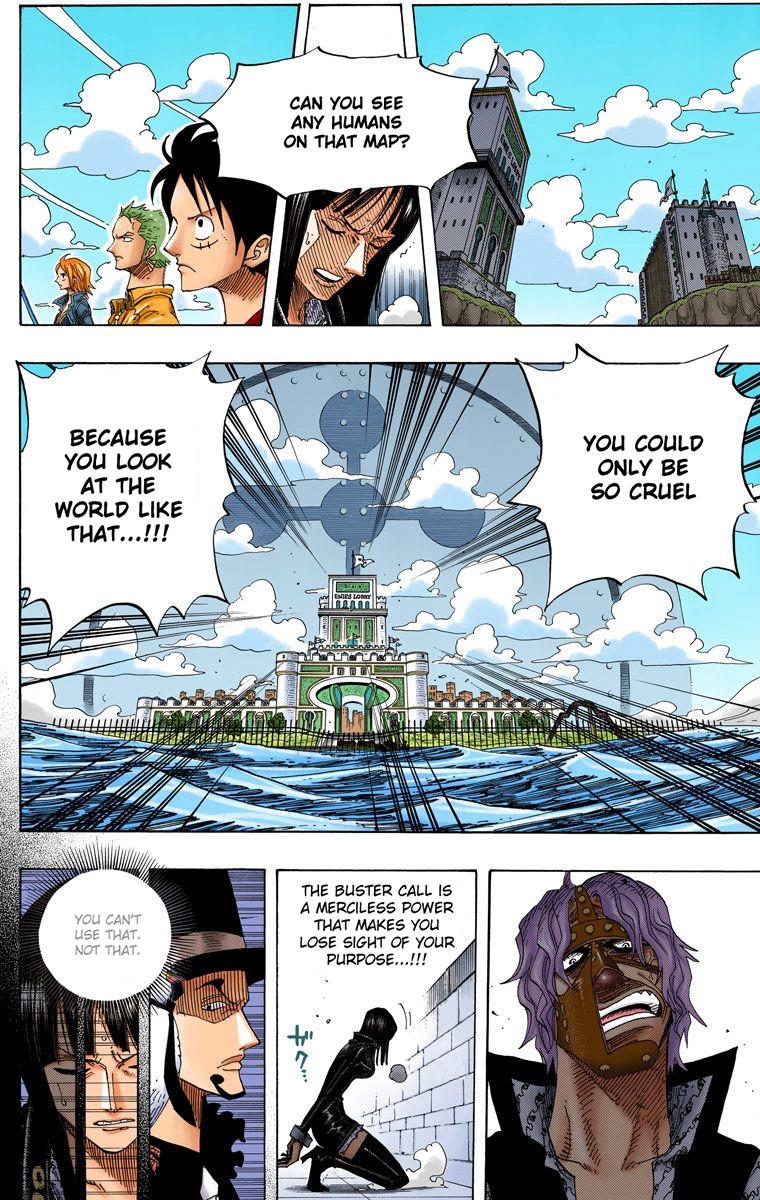 CAN YOU SEE
ANY HUMANS
ON THAT MAP?
YOU COULD
ONLY BE
SO CRUEL
BECAUSE
YOU LOOK
AT THE
WORLD LIKE
THAT...!!!
ENIES LOBBY
THE BUSTER CALL IS
A MERCILESS POWER
THAT MAKES YOU
LOSE SIGHT OF YOUR
PURPOSE...!!!
ザク…
YOU CAN'T
USE THAT.
NOT THAT.